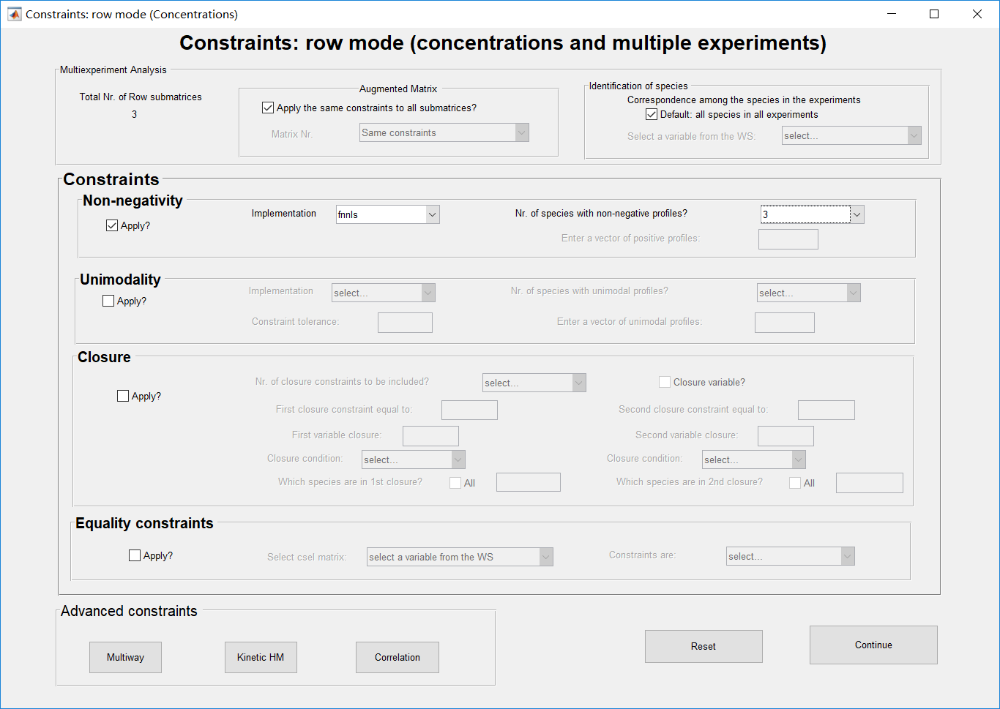 Constraints: row mode (Concentrations)
Constraints: row mode (concentrations and multiple experiments)
Multiexperiment Analysis
Total Nr. of Row submatrices
3
Augmented Matrix
Apply the same constraints to all submatrices?
Matrix Nr.
Same constraints
Identification of species
Correspondence among the species in the experiments
Default: all species in all experiments
Select a variable from the WS:
select...
Constraints
Non-negativity
Apply?
Implementation
fnnls
Nr. of species with non-negative profiles?
3
Enter a vector of positive profiles:
Unimodality
Apply?
Implementation
select...
Nr. of species with unimodal profiles?
select...
Constraint tolerance:
Enter a vector of unimodal profiles:
Closure
Apply?
Nr. of closure constraints to be included?
select...
Closure variable?
First closure constraint equal to:
Second closure constraint equal to:
First variable closure:
Second variable closure:
Closure condition:
select...
Closure condition:
select...
Which species are in 1st closure?
All
Which species are in 2nd closure?
All
Equality constraints
Apply?
Select csel matrix:
select a variable from the WS
Constraints are:
select...
Advanced constraints
Multiway
Kinetic HM
Correlation
Reset
Continue